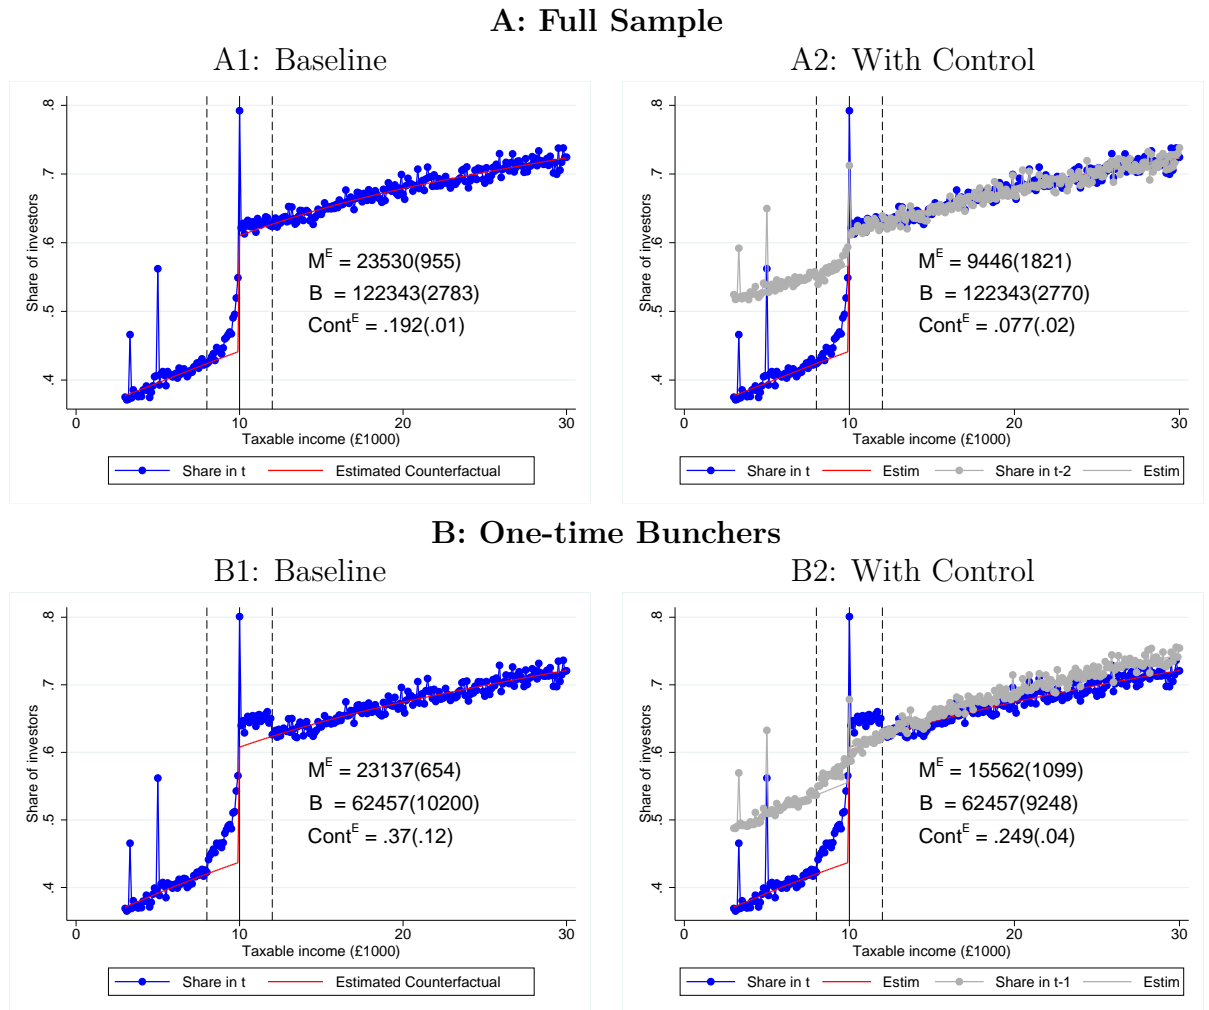 A: Full Sample
A1: Baseline
A2: With Control
Share of investors
.8
.7
.6
.5
.4
M^E = 23530(955)
B = 122343(2783)
Cont^E = .192(.01)
0
10
20
30
Taxable income (£1000)
Share in t
Estimated Counterfactual
Share of investors
.8
.7
.6
.5
.4
M^E = 9446(1821)
B = 122343(2770)
Cont^E = .077(.02)
0
10
20
30
Taxable income (£1000)
Share in t
Estim
Share in t-2
Estim
B: One-time Bunchers
B1: Baseline
B2: With Control
Share of investors
.8
.7
.6
.5
.4
M^E = 23137(654)
B = 62457(10200)
Cont^E = .37(.12)
0
10
20
30
Taxable income (£1000)
Share in t
Estimated Counterfactual
Share of investors
.8
.7
.6
.5
.4
M^E = 15562(1099)
B = 62457(9248)
Cont^E = .249(.04)
0
10
20
30
Taxable income (£1000)
Share in t
Estim
Share in t-1
Estim